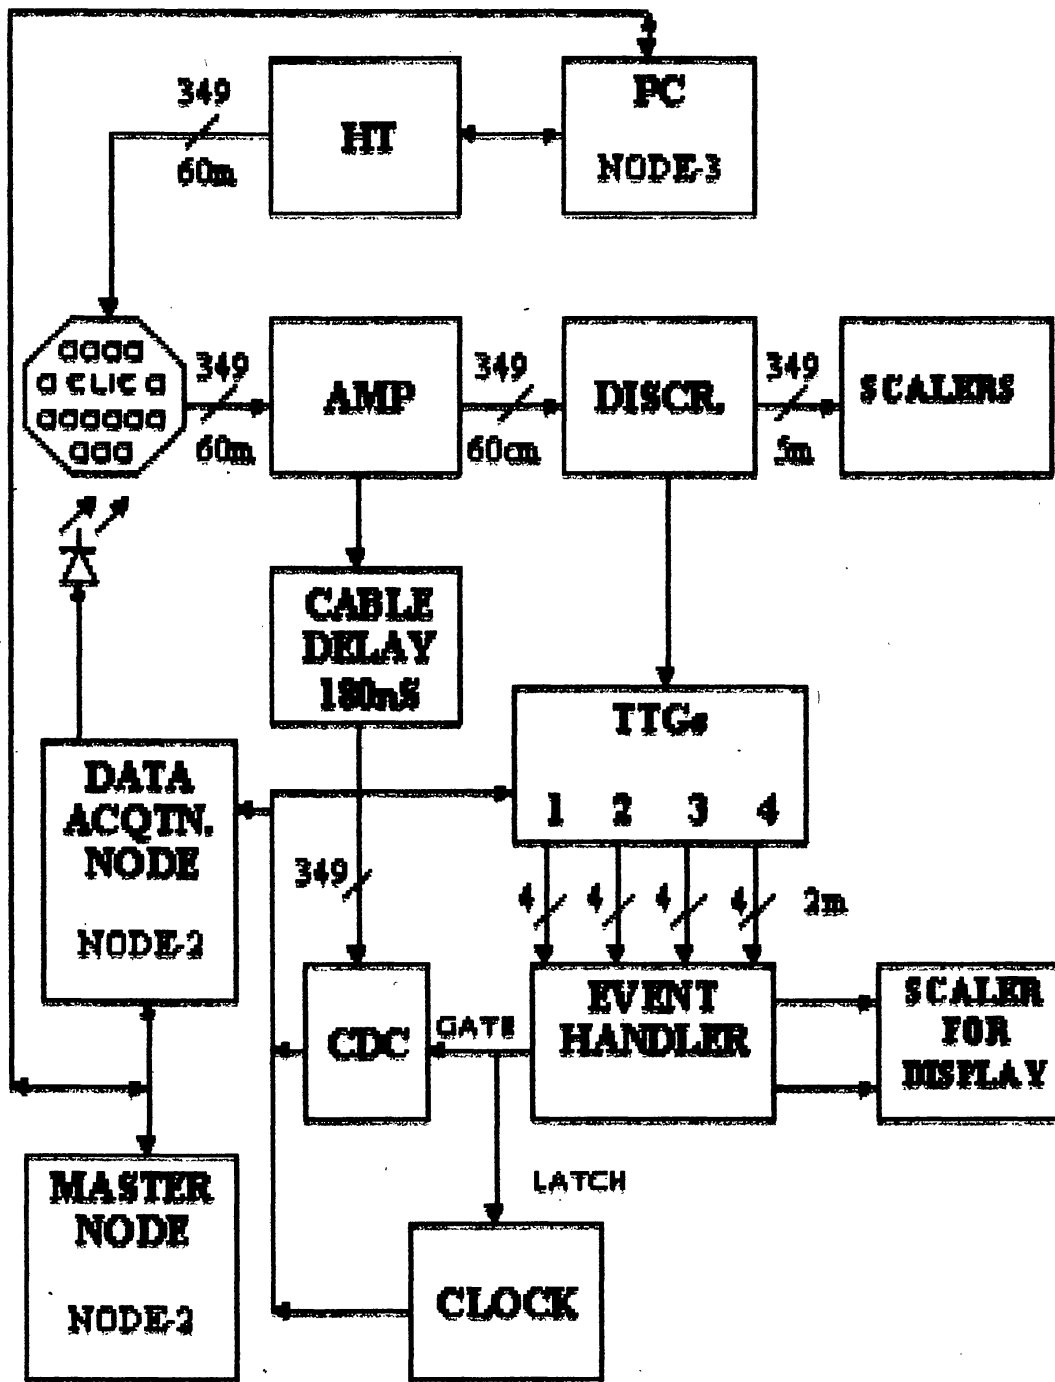 349
60m
HT
PC
NODE-3
CLIC
349
60m
AMP
349
60cm
DISCR.
349
5m
SCALERS
CABLE
DELAY
180nS
TTGs
1 2 3 4
DATA
ACQTN.
NODE
NODE-2
349
4 4 4 4 2m
CDC
GATE
EVENT
HANDLER
SCALER
FOR
DISPLAY
MASTER
NODE
NODE-2
LATCH
CLOCK